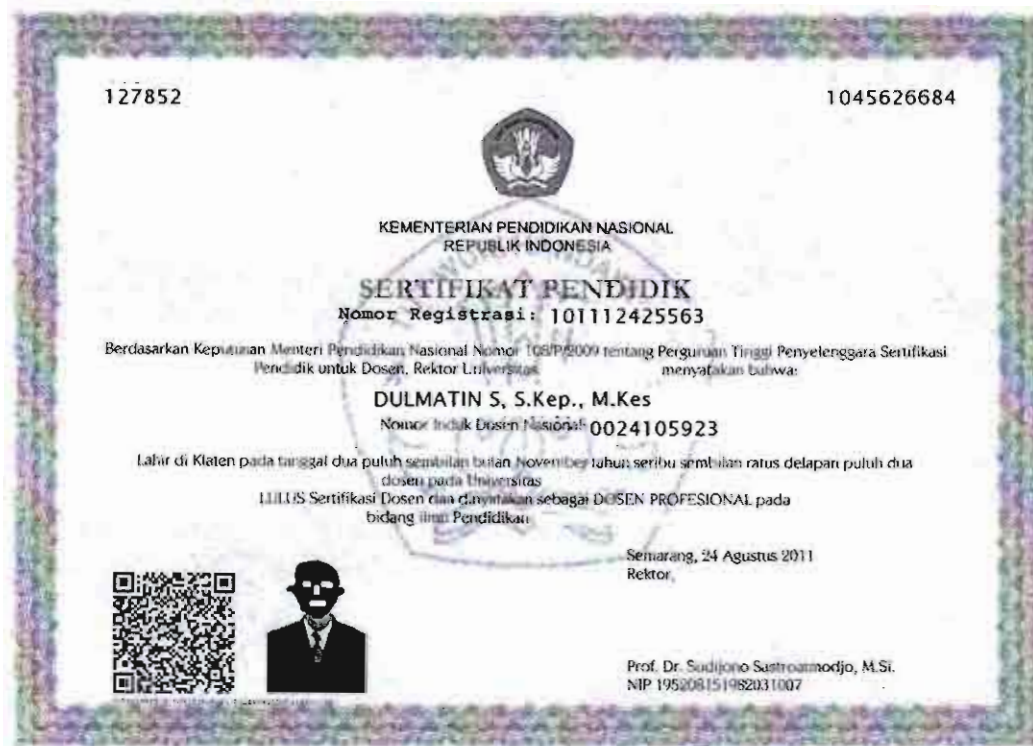 127852
1045626684
KEMENTERIAN PENDIDIKAN NASIONAL
REPUBLIK INDONESIA
SERTIFIKAT PENDIDIK
Nomor Registrasi: 101112425563
Berdasarkan Keputusan Menteri Pendidikan Nasional Nomor 108/P/2009 tentang Perguruan Tinggi Penyelenggara Sertifikasi
Pendidik untuk Dosen, Rektor Universitas menyatakan bahwa:
DULMATIN S, S.Kep., M.Kes
Nomor Induk Dosen Nasional: 0024105923
Lahir di Klaten pada tanggal dua puluh sembilan bulan November tahun seribu sembilan ratus delapan puluh dua
dosen pada Universitas
LULUS Sertifikasi Dosen dan dinyatakan sebagai DOSEN PROFESIONAL pada
bidang ilmu Pendidikan
Semarang, 24 Agustus 2011
Rektor,
Prof. Dr. Sudijono Sastroatmodjo, M.Si.
NIP 195208151982031007